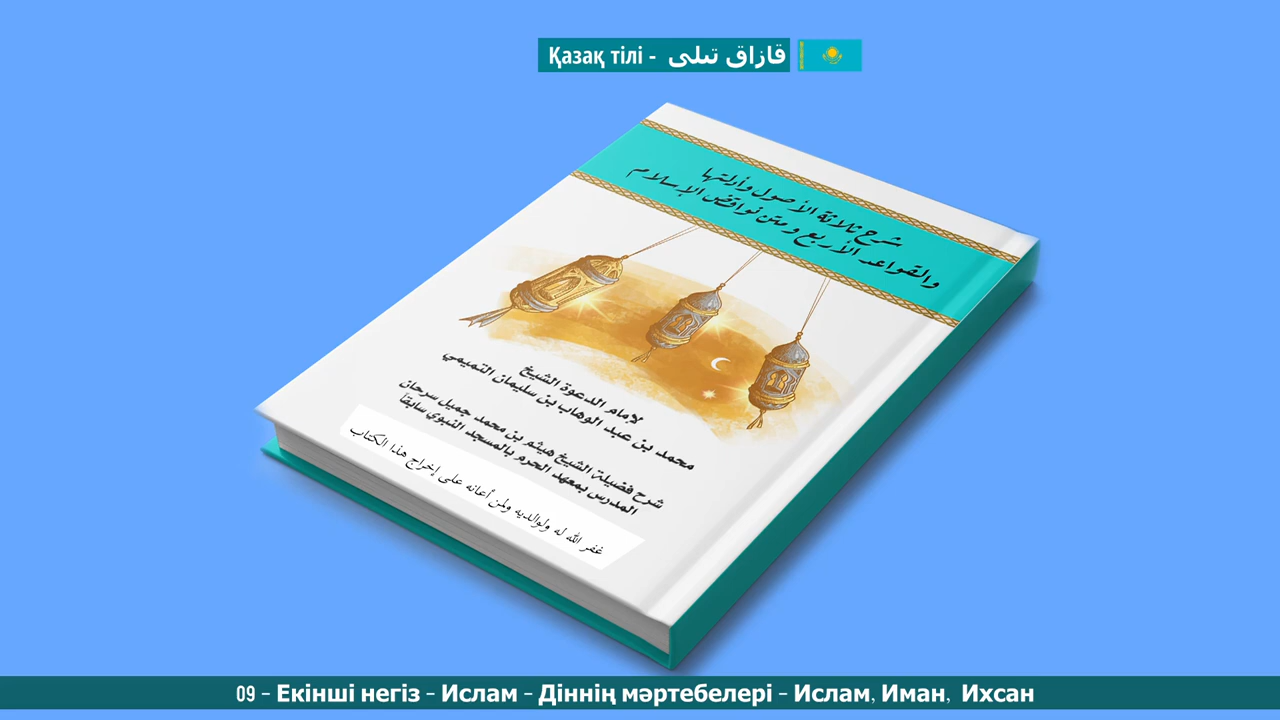 Қазақ тілі - قازاق تىلى
شرح ثلاثة الأصول وأدلتها
والقواعد الأربع ومتن نواقض الإسلام
لإمام الدعوة الشيخ
محمد بن عبد الوهاب بن سليمان التميمي
شرح فضيلة الشيخ هيثم بن محمد جميل سرحان
المدرس بمعهد الحرم بالمسجد النبوي سابقا
غفر الله له ولوالديه ولمن أعانه على إخراج هذا الكتاب
09 - Екінші негіз - Ислам - Діннің мәртебелері - Ислам, Иман, Ихсан